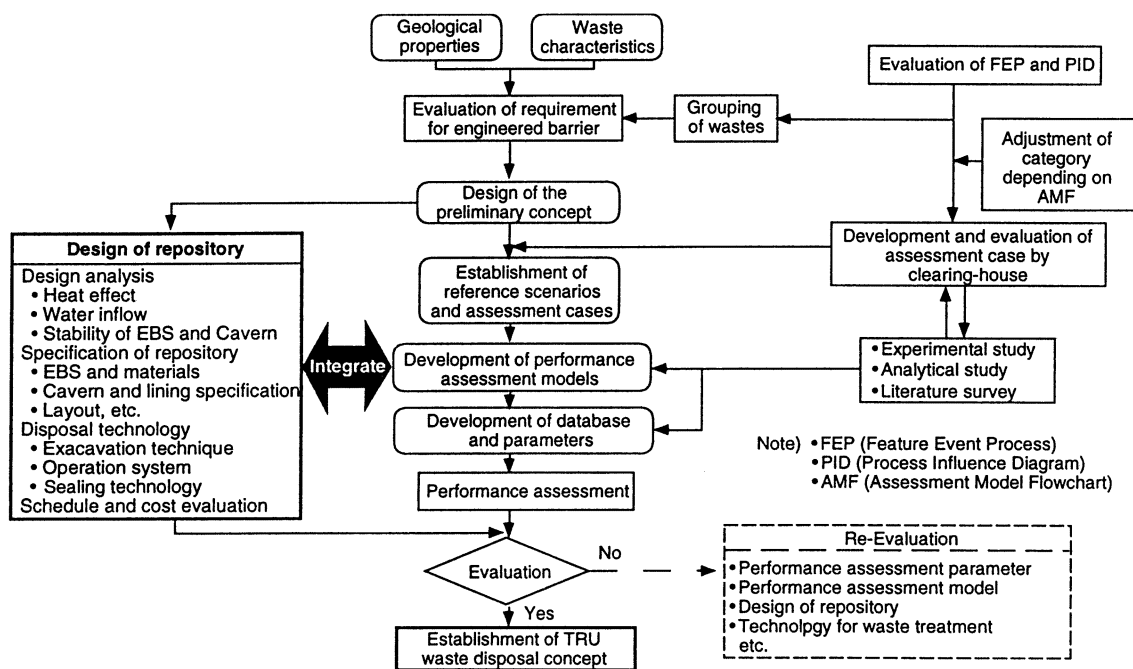 Geological
properties
Waste
characteristics
Evaluation of FEP and PID
Evaluation of requirement
for engineered barrier
Grouping
of wastes
Adjustment of
category
depending on
AMF
Design of the
preliminary concept
Design of repository
Design analysis
• Heat effect
• Water inflow
• Stability of EBS and Cavern
Specification of repository
• EBS and materials
• Cavern and lining specification
• Layout, etc.
Disposal technology
• Exacavation technique
• Operation system
• Sealing technology
Schedule and cost evaluation
Development and evaluation of
assessment case by
clearing-house
Establishment of
reference scenarios
and assessment cases
Integrate
Development of performance
assessment models
• Experimental study
• Analytical study
• Literature survey
Development of database
and parameters
Note) • FEP (Feature Event Process)
• PID (Process Influence Diagram)
• AMF (Assessment Model Flowchart)
Performance assessment
Evaluation
No
Yes
Re-Evaluation
• Performance assessment parameter
• Performance assessment model
• Design of repository
• Technolpgy for waste treatment
etc.
Establishment of TRU
waste disposal concept